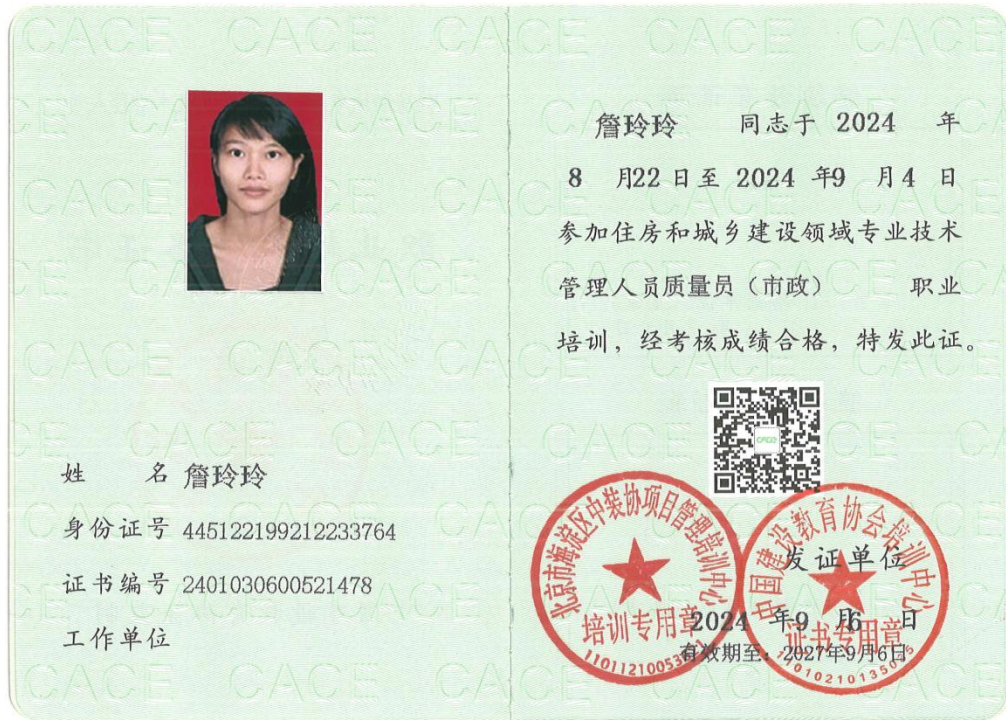 姓 名 詹玲玲
身份证号 445122199212233764
证书编号 2401030600521478
工作单位
詹玲玲 同志于 2024 年
8 月22 日至 2024 年9 月4 日
参加住房和城乡建设领域专业技术
管理人员质量员（市政） 职业
培训，经考核成绩合格，特发此证。
北京市海淀区中装协项目管理培训中心
培训专用章
中国建设教育协会培训中心
证书专用章
发证单位
2024 年9 月6 日
有效期至：2027年9月6日
CACE